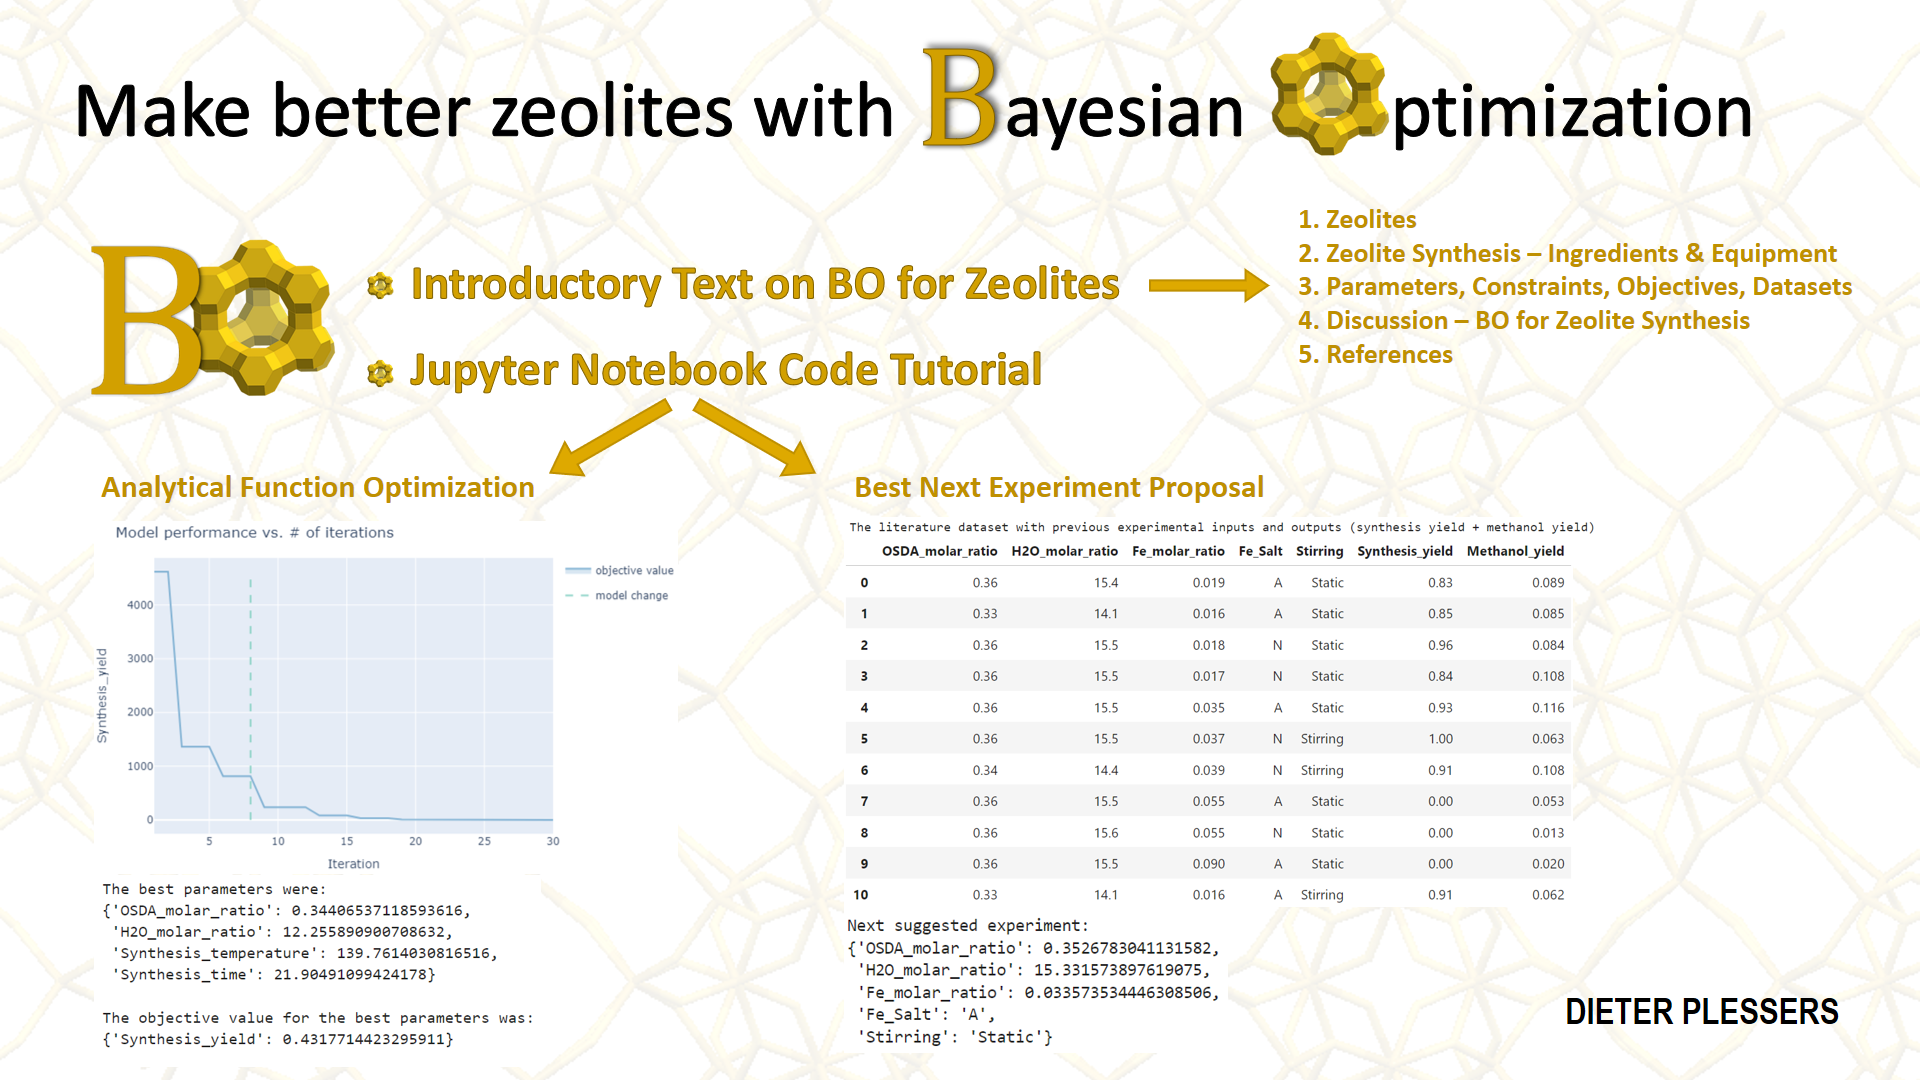 Make better zeolites with Bayesian Optimization
BO
Introductory Text on BO for Zeolites
Jupyter Notebook Code Tutorial
1. Zeolites
2. Zeolite Synthesis – Ingredients & Equipment
3. Parameters, Constraints, Objectives, Datasets
4. Discussion – BO for Zeolite Synthesis
5. References
Analytical Function Optimization
Model performance vs. # of iterations
objective value
model change
Synthesis_yield
4000
3000
2000
1000
0
5 10 15 20 25 30
Iteration
The best parameters were:
{'OSDA_molar_ratio': 0.34406537118593616,
'H2O_molar_ratio': 12.255890900708632,
'Synthesis_temperature': 139.7614030816516,
'Synthesis_time': 21.90491099424178}
The objective value for the best parameters was:
{'Synthesis_yield': 0.4317714423295911}
Best Next Experiment Proposal
The literature dataset with previous experimental inputs and outputs (synthesis yield + methanol yield)
OSDA_molar_ratio H2O_molar_ratio Fe_molar_ratio Fe_Salt Stirring Synthesis_yield Methanol_yield
0 0.36 15.4 0.019 A Static 0.83 0.089
1 0.33 14.1 0.016 A Static 0.85 0.085
2 0.36 15.5 0.018 N Static 0.96 0.084
3 0.36 15.5 0.017 N Static 0.84 0.108
4 0.36 15.5 0.035 A Static 0.93 0.116
5 0.36 15.5 0.037 N Stirring 1.00 0.063
6 0.34 14.4 0.039 N Stirring 0.91 0.108
7 0.36 15.5 0.055 A Static 0.00 0.053
8 0.36 15.6 0.055 N Static 0.00 0.013
9 0.36 15.5 0.090 A Static 0.00 0.020
10 0.33 14.1 0.016 A Stirring 0.91 0.062
Next suggested experiment:
{'OSDA_molar_ratio': 0.3526783041131582,
'H2O_molar_ratio': 15.331573897619075,
'Fe_molar_ratio': 0.033573534446308506,
'Fe_Salt': 'A',
'Stirring': 'Static'}
DIETER PLESSERS